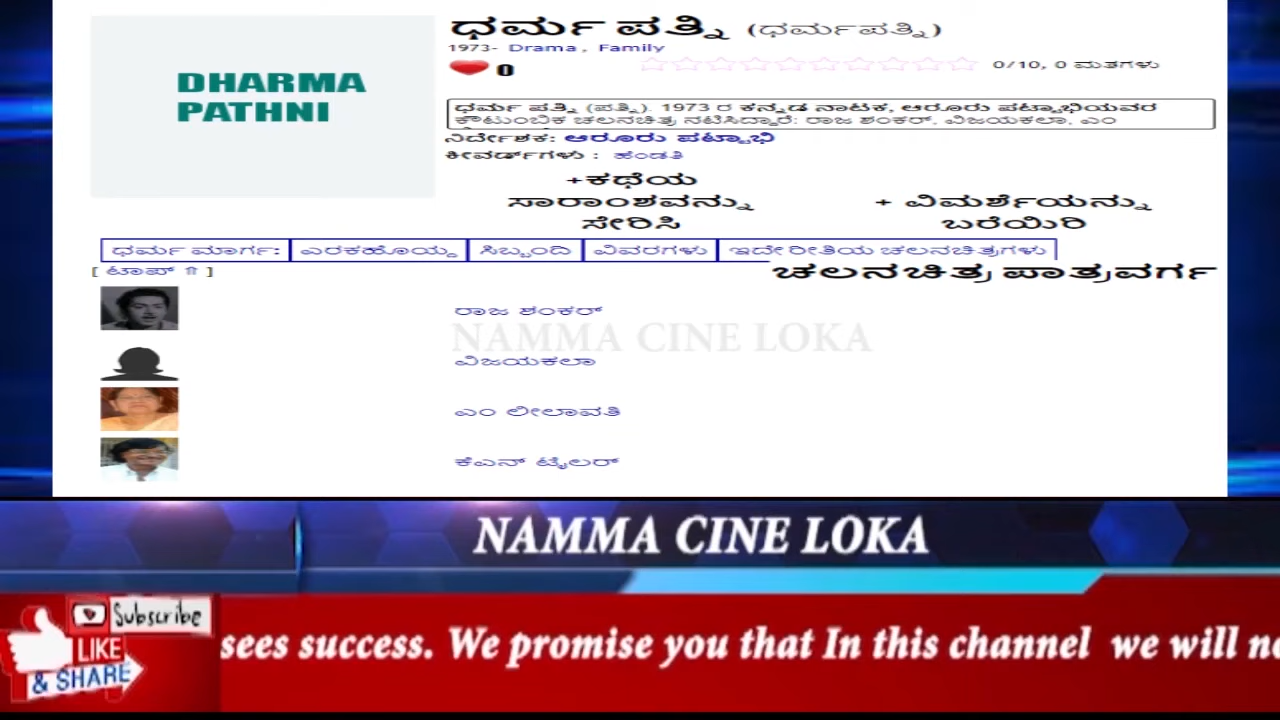 DHARMA
PATHNI
ಧರ್ಮ ಪತ್ನಿ (ಧರ್ಮ ಪತ್ನಿ)
1973- Drama , Family
0
0/10, 0 ಮತಗಳು
ಧರ್ಮ ಪತ್ನಿ (ಪತ್ನಿ). 1973 ರ ಕನ್ನಡ ನಾಟಕ, ಆರೂರು ಪಟ್ಟಾಭಿಯವರ
ಕೌಟುಂಬಿಕ ಚಲನಚಿತ್ರ ನಟಿಸಿದ್ದಾರೆ: ರಾಜ ಶಂಕರ್, ವಿಜಯಕಲಾ, ಎಂ
ನಿರ್ದೇಶಕ: ಆರೂರು ಪಟ್ಟಾಭಿ
ಕೀವರ್ಡ್‌ಗಳು : ಹೆಂಡತಿ
+ಕಥೆಯ
ಸಾರಾಂಶವನ್ನು
ಸೇರಿಸಿ
+ ವಿಮರ್ಶೆಯನ್ನು
ಬರೆಯಿರಿ
ಧರ್ಮ ಮಾರ್ಗ: ಎರಕಹೊಯ್ದ ಸಿಬ್ಬಂದಿ ವಿವರಗಳು ಇದೇ ರೀತಿಯ ಚಲನಚಿತ್ರಗಳು
[ ಟಾಪ್ ⇑ ]
ಚಲನಚಿತ್ರ ಪಾತ್ರವರ್ಗ
ರಾಜ ಶಂಕರ್
NAMMA CINE LOKA
ವಿಜಯಕಲಾ
ಎಂ ಲೀಲಾವತಿ
ಕೆಎನ್ ಟೈಲರ್
NAMMA CINE LOKA
Subscribe
LIKE
& SHARE
sees success. We promise you that In this channel we will